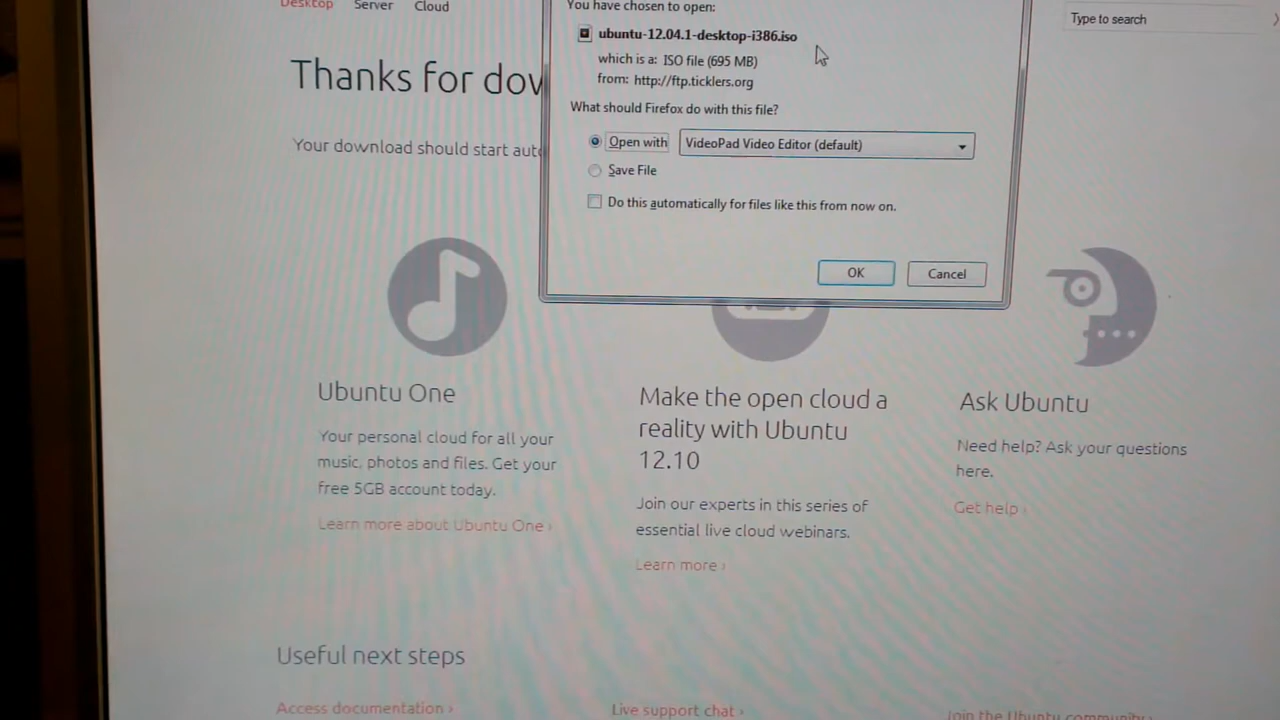 Desktop Server Cloud
You have chosen to open:
Type to search
ubuntu-12.04.1-desktop-i386.iso
which is a: ISO file (695 MB)
from: http://ftp.ticklers.org
What should Firefox do with this file?
Open with VideoPad Video Editor (default)
Save File
Do this automatically for files like this from now on.
OK Cancel
Thanks for dow
Your download should start auto
Ubuntu One
Your personal cloud for all your
music, photos and files. Get your
free 5GB account today.
Learn more about Ubuntu One ›
Make the open cloud a
reality with Ubuntu
12.10
Join our experts in this series of
essential live cloud webinars.
Learn more ›
Ask Ubuntu
Need help? Ask your questions
here.
Get help ›
Useful next steps
Access documentation ›
Live support chat ›
Join the Ubuntu community ›